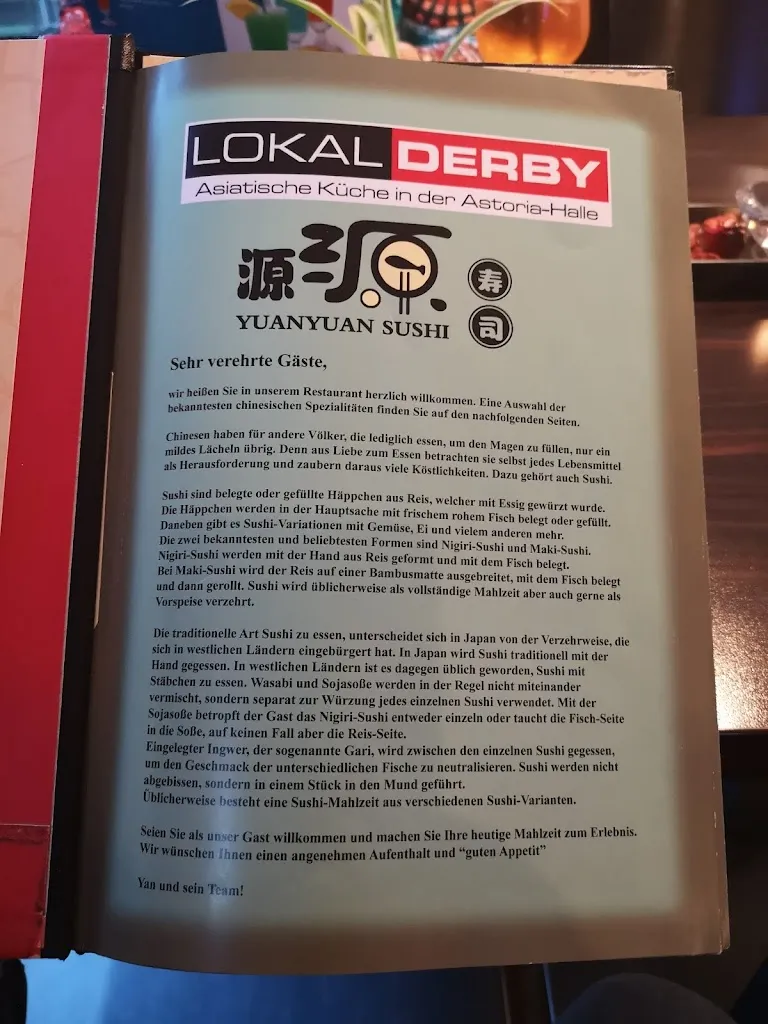 LOKAL DERBY
Asiatische Küche in der Astoria-Halle
源 源 寿
司
YUANYUAN SUSHI
Sehr verehrte Gäste,
wir heißen Sie in unserem Restaurant herzlich willkommen. Eine Auswahl der
bekanntesten chinesischen Spezialitäten finden Sie auf den nachfolgenden Seiten.
Chinesen haben für andere Völker, die lediglich essen, um den Magen zu füllen, nur ein
mildes Lächeln übrig. Denn aus Liebe zum Essen betrachten sie selbst jedes Lebensmittel
als Herausforderung und zaubern daraus viele Köstlichkeiten. Dazu gehört auch Sushi.
Sushi sind belegte oder gefüllte Häppchen aus Reis, welcher mit Essig gewürzt wurde.
Die Häppchen werden in der Hauptsache mit frischem rohem Fisch belegt oder gefüllt.
Daneben gibt es Sushi-Variationen mit Gemüse, Ei und vielem anderen mehr.
Die zwei bekanntesten und beliebtesten Formen sind Nigiri-Sushi und Maki-Sushi.
Nigiri-Sushi werden mit der Hand aus Reis geformt und mit dem Fisch belegt.
Bei Maki-Sushi wird der Reis auf einer Bambusmatte ausgebreitet, mit dem Fisch belegt
und dann gerollt. Sushi wird üblicherweise als vollständige Mahlzeit aber auch gerne als
Vorspeise verzehrt.
Die traditionelle Art Sushi zu essen, unterscheidet sich in Japan von der Verzehrweise, die
sich in westlichen Ländern eingebürgert hat. In Japan wird Sushi traditionell mit der
Hand gegessen. In westlichen Ländern ist es dagegen üblich geworden, Sushi mit
Stäbchen zu essen. Wasabi und Sojasoße werden in der Regel nicht miteinander
vermischt, sondern separat zur Würzung jedes einzelnen Sushi verwendet. Mit der
Sojasoße betropft der Gast das Nigiri-Sushi entweder einzeln oder taucht die Fisch-Seite
in die Soße, auf keinen Fall aber die Reis-Seite.
Eingelegter Ingwer, der sogenannte Gari, wird zwischen den einzelnen Sushi gegessen,
um den Geschmack der unterschiedlichen Fische zu neutralisieren. Sushi werden nicht
abgebissen, sondern in einem Stück in den Mund geführt.
Üblicherweise besteht eine Sushi-Mahlzeit aus verschiedenen Sushi-Varianten.
Seien Sie als unser Gast willkommen und machen Sie Ihre heutige Mahlzeit zum Erlebnis.
Wir wünschen Ihnen einen angenehmen Aufenthalt und “guten Appetit”
Yan und sein Team!